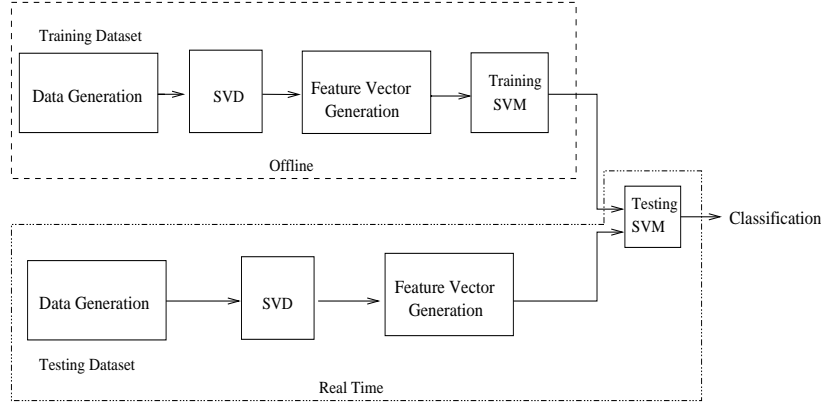 Training Dataset
Data Generation
SVD
Feature Vector
Generation
Training
SVM
Offline
Testing
SVM
Classification
Data Generation
SVD
Feature Vector
Generation
Testing Dataset
Real Time